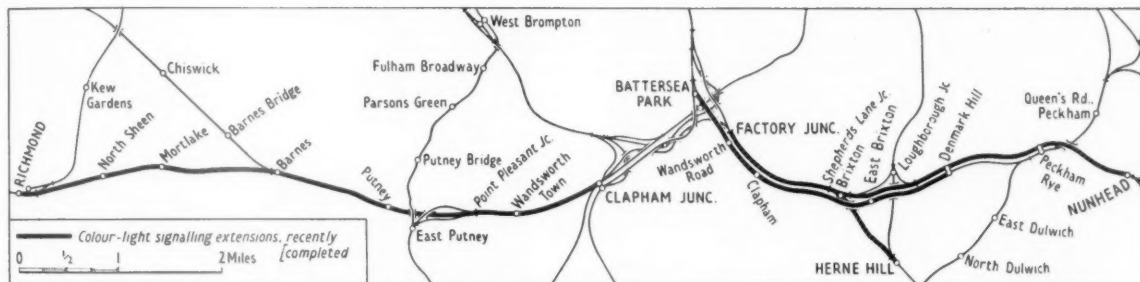 West Brompton
Chiswick
Fulham Broadway
Kew
Gardens
Parsons Green
BATTERSEA
PARK
Queen's Rd.,
Peckham
RICHMOND
North Sheen
Mortlake
Barnes Bridge
Barnes
Putney
Putney Bridge
Point Pleasant Jc.
Wandsworth
Town
East Putney
CLAPHAM JUNC.
FACTORY JUNC.
Wandsworth
Road
Clapham
Shepherds Lane Jc.
Brixton
East Brixton
Loughborough Jc
Denmark Hill
Peckham
Rye
NUNHEAD
East Dulwich
North Dulwich
HERNE HILL
Colour-light signalling extensions, recently
[completed
0 ½ 1 2 Miles